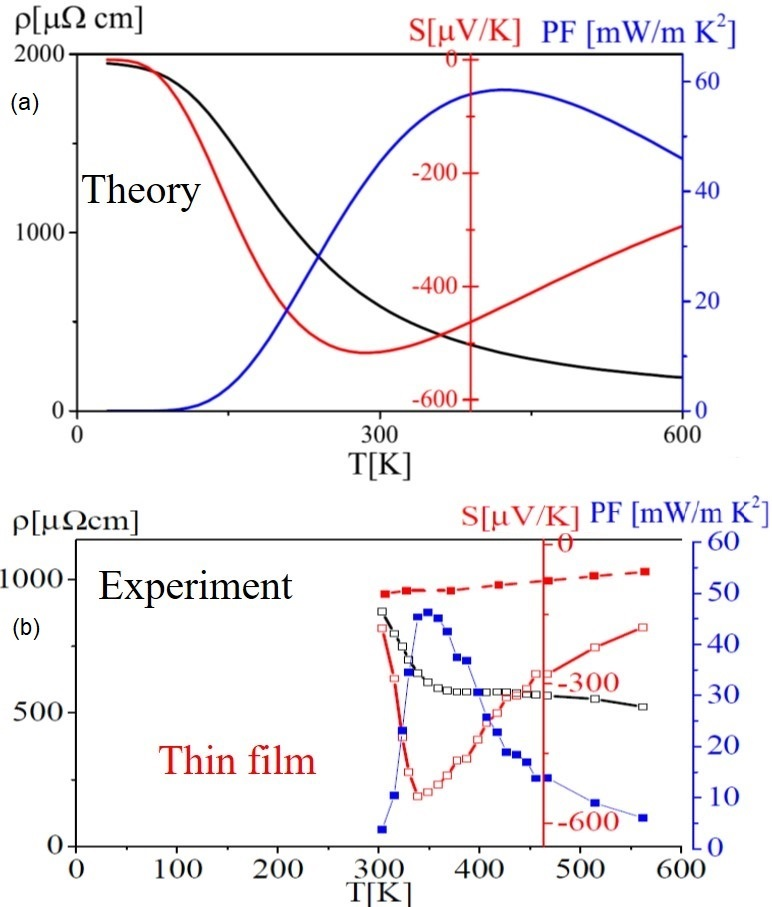 ρ[μΩ cm] S[μV/K] PF [mW/m K²]
2000 0 60
(a)
Theory -200 40
1000
-400 20
-600
0 0
0 300 600
T[K]
ρ[μΩcm] S[μV/K] PF [mW/m K²]
0 60
1000 Experiment 50
(b) 40
-300 30
500
Thin film 20
-600 10
0 0
0 100 200 300 400 500 600
T[K]